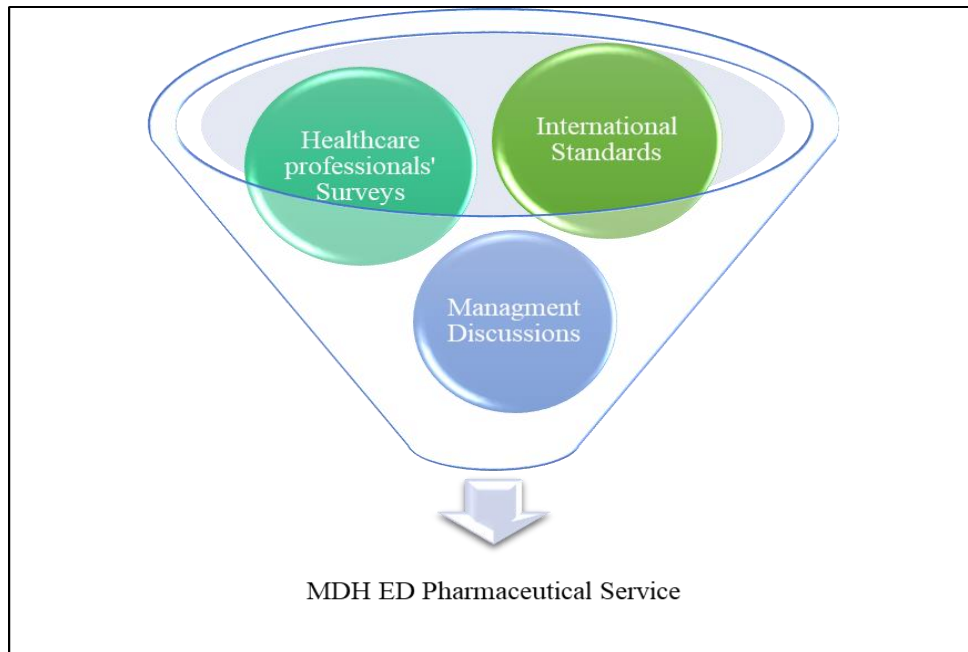 Healthcare
professionals'
Surveys
International
Standards
Managment
Discussions
MDH ED Pharmaceutical Service